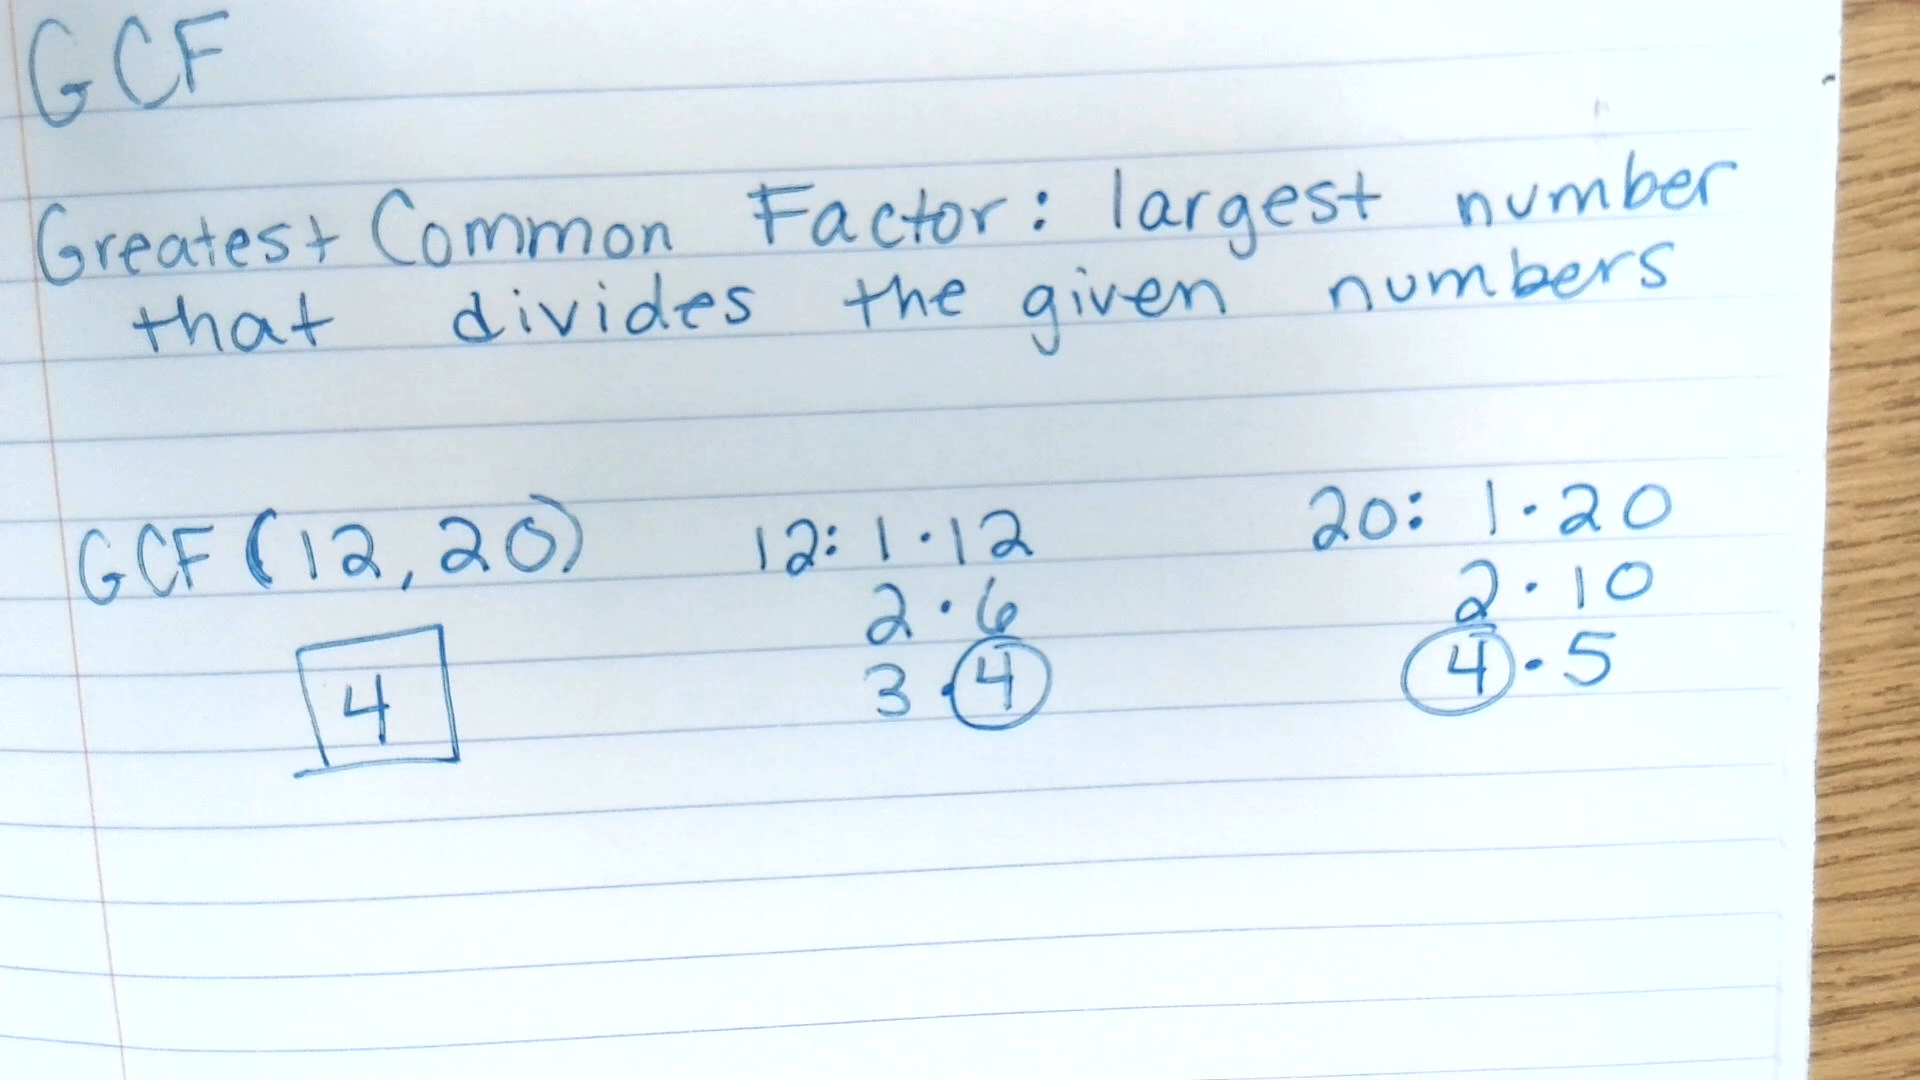 GCF
Greatest Common Factor: largest number
that divides the given numbers
GCF (12, 20) 12: 1·12 20: 1·20
2·6 2·10
4 3·4 4·5